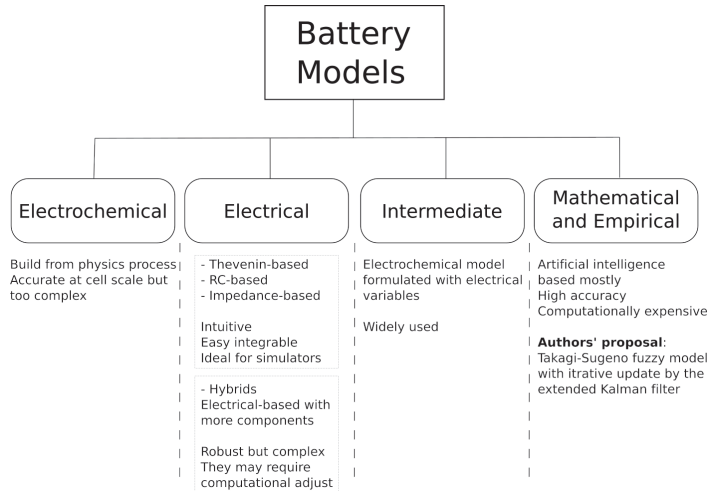 Battery
Models
Electrochemical
Build from physics process
Accurate at cell scale but
too complex
Electrical
- Thevenin-based
- RC-based
- Impedance-based
Intuitive
Easy integrable
Ideal for simulators
- Hybrids
Electrical-based with
more components
Robust but complex
They may require
computational adjust
Intermediate
Electrochemical model
formulated with electrical
variables
Widely used
Mathematical
and Empirical
Artificial intelligence
based mostly
High accuracy
Computationally expensive
Authors' proposal:
Takagi-Sugeno fuzzy model
with itrative update by the
extended Kalman filter